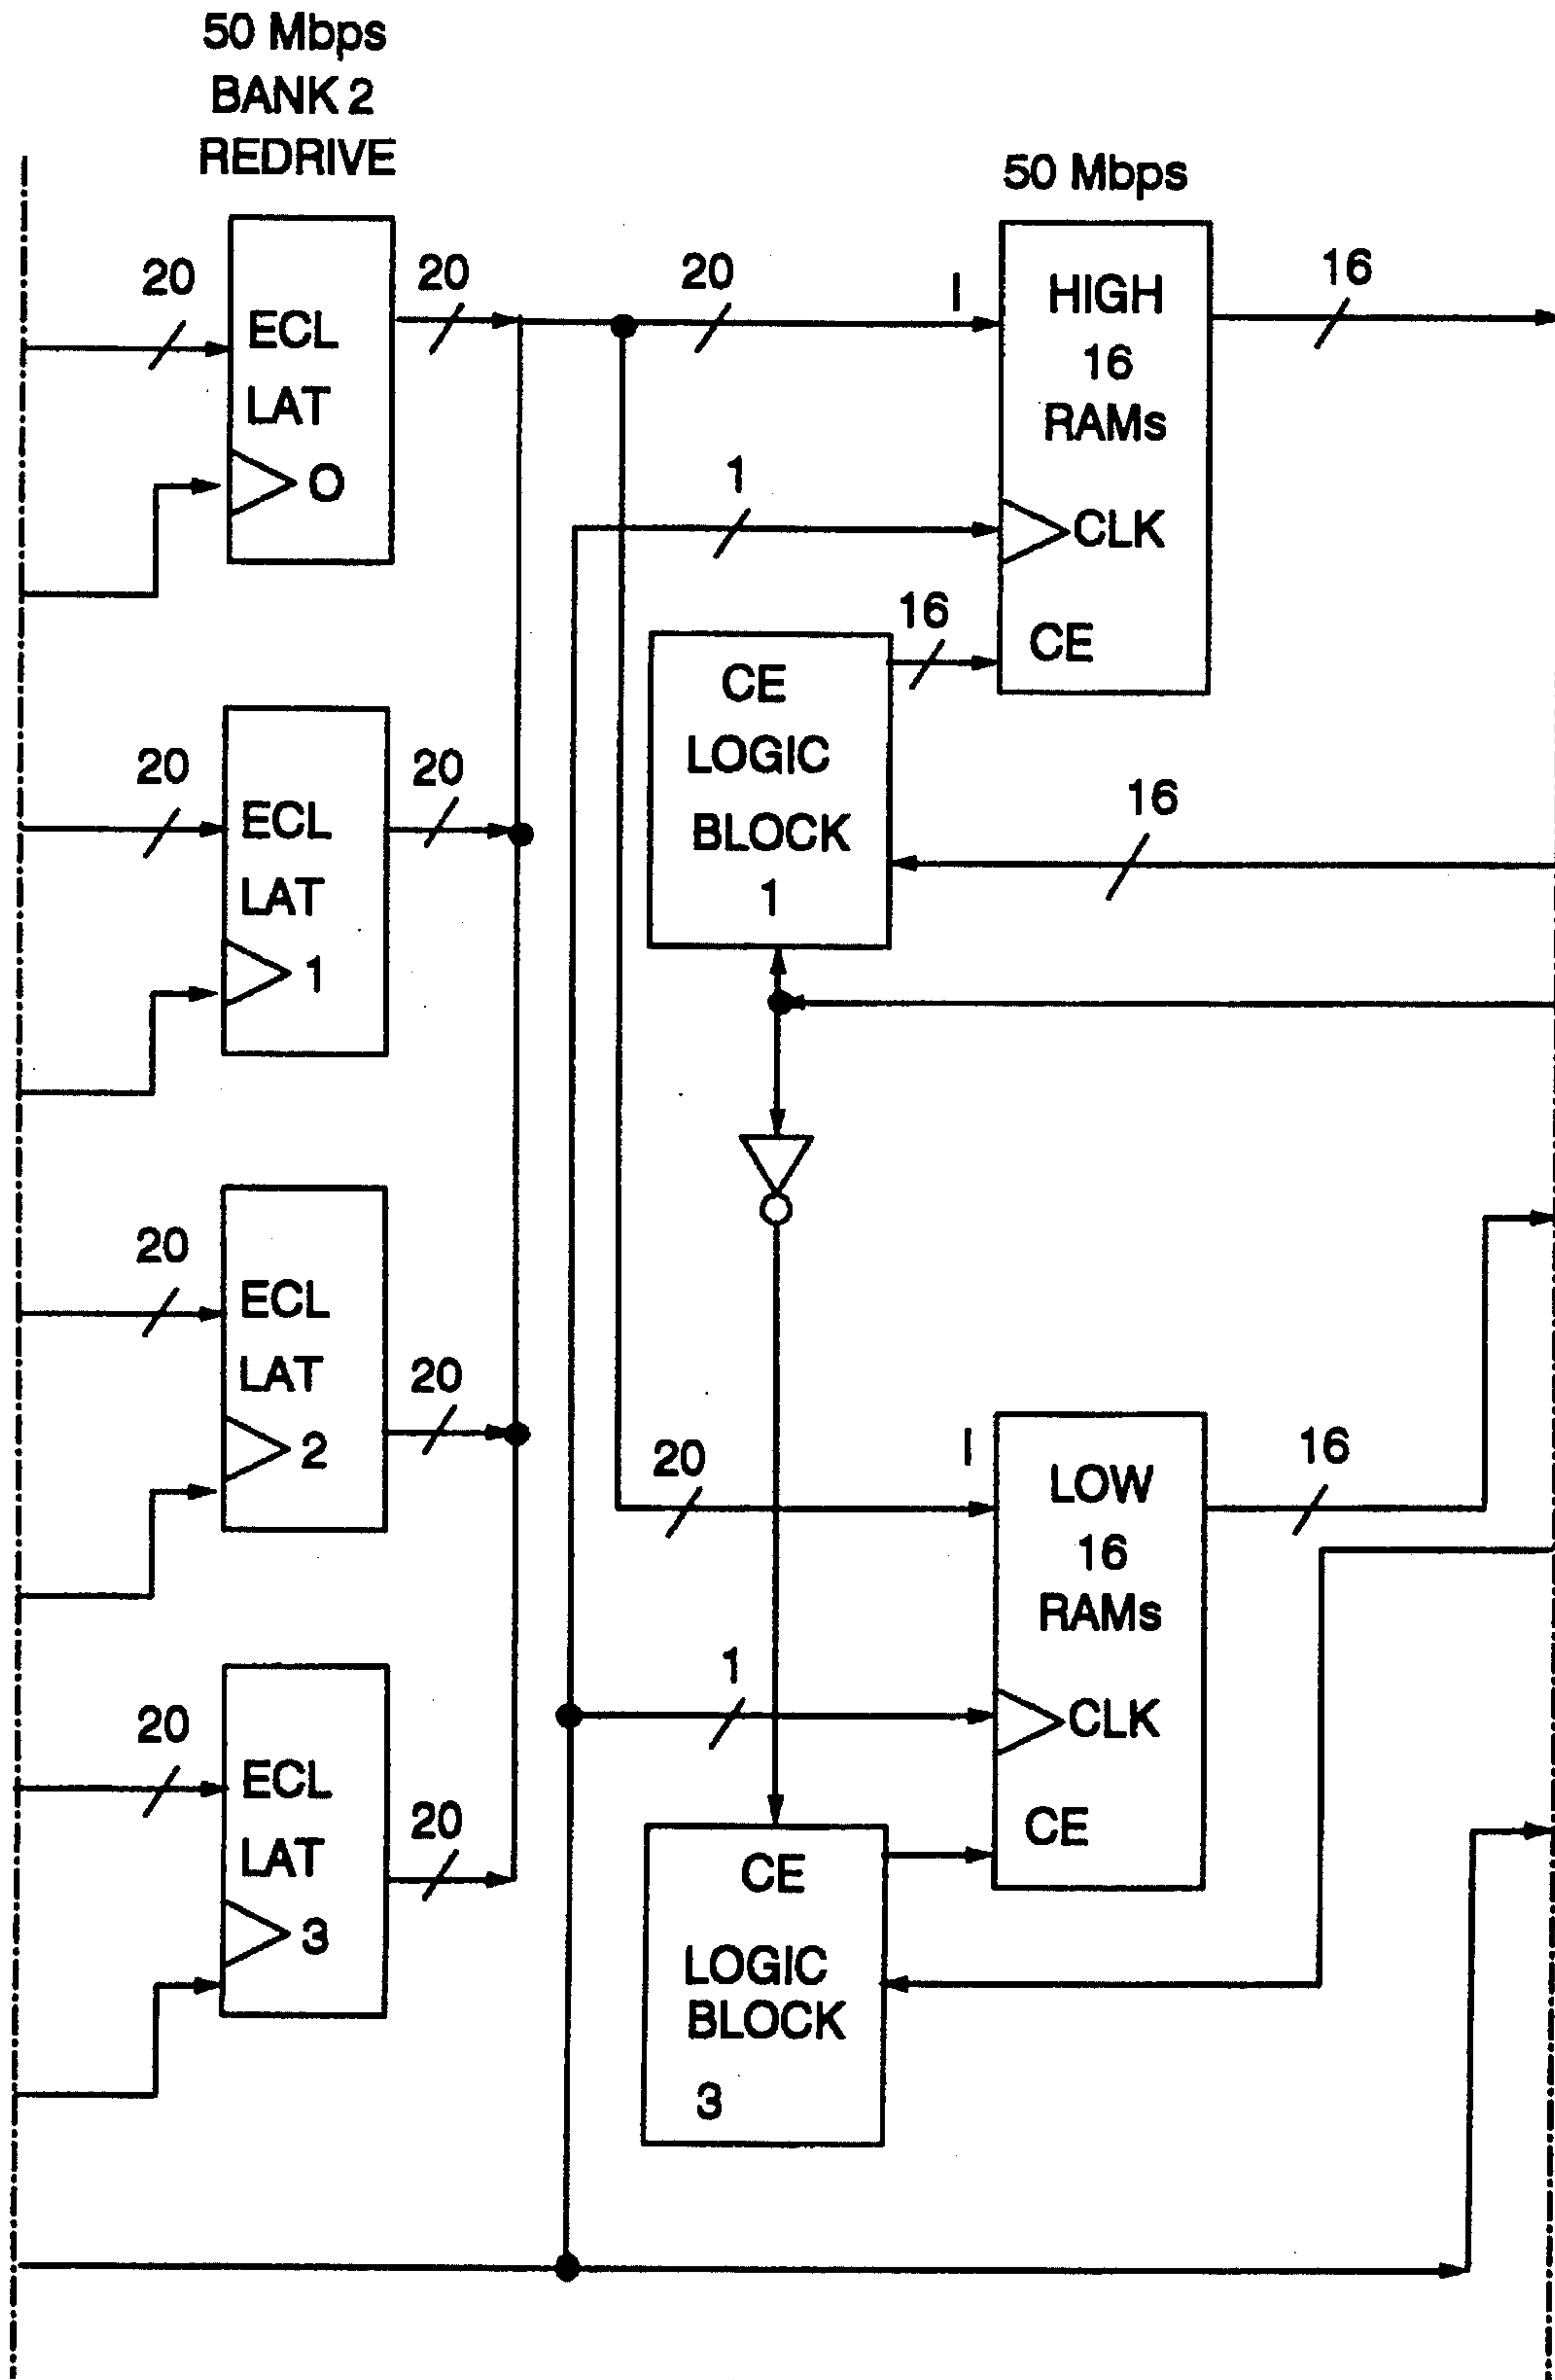 50 Mbps
BANK 2
REDRIVE
50 Mbps
20
20
20
I
16
ECL
LAT
0
HIGH
16
RAMs
1
CLK
16
CE
CE
LOGIC
BLOCK
1
16
20
20
ECL
LAT
1
20
ECL
LAT
2
20
20
I
16
LOW
16
RAMs
1
CLK
CE
20
ECL
LAT
3
20
CE
LOGIC
BLOCK
3